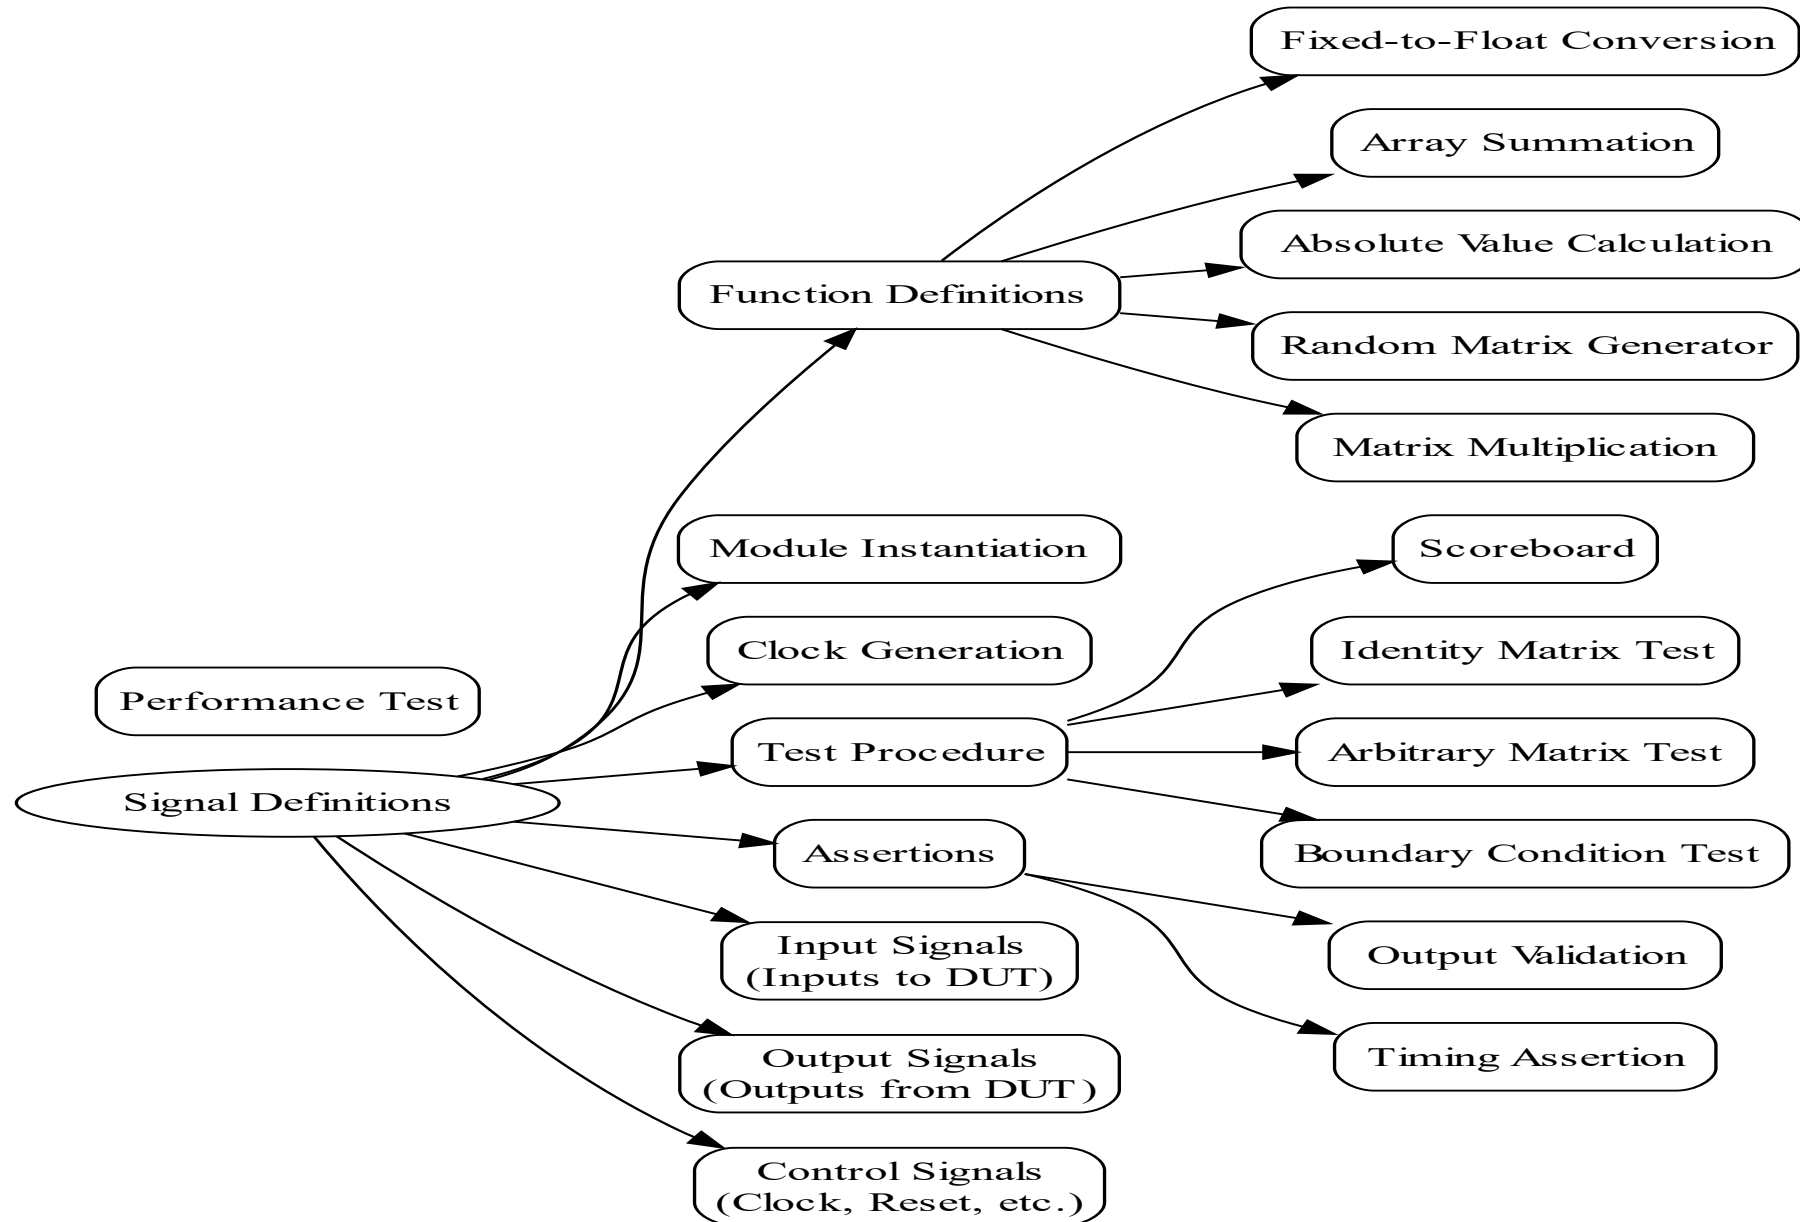 Fixed-to-Float Conversion
Array Summation
Absolute Value Calculation
Function Definitions
Random Matrix Generator
Matrix Multiplication
Module Instantiation
Scoreboard
Clock Generation
Identity Matrix Test
Performance Test
Test Procedure
Arbitrary Matrix Test
Signal Definitions
Assertions
Boundary Condition Test
Input Signals
(Inputs to DUT)
Output Validation
Output Signals
(Outputs from DUT)
Timing Assertion
Control Signals
(Clock, Reset, etc.)